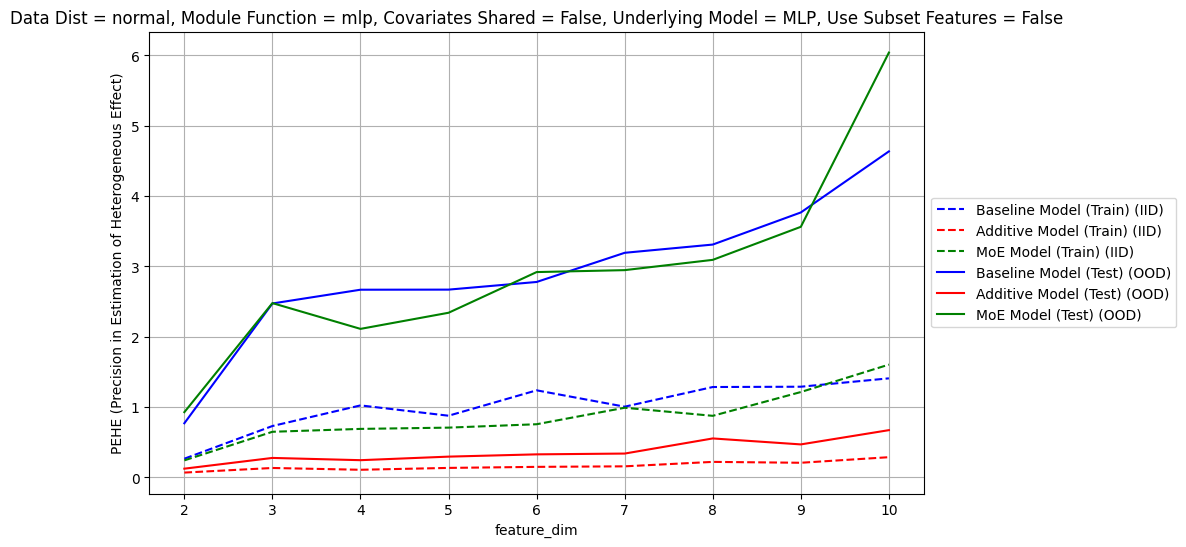 Data Dist = normal, Module Function = mlp, Covariates Shared = False, Underlying Model = MLP, Use Subset Features = False
PEHE (Precision in Estimation of Heterogeneous Effect)
6
5
4
3
2
1
0
2 3 4 5 6 7 8 9 10
feature_dim
Baseline Model (Train) (IID)
Additive Model (Train) (IID)
MoE Model (Train) (IID)
Baseline Model (Test) (OOD)
Additive Model (Test) (OOD)
MoE Model (Test) (OOD)